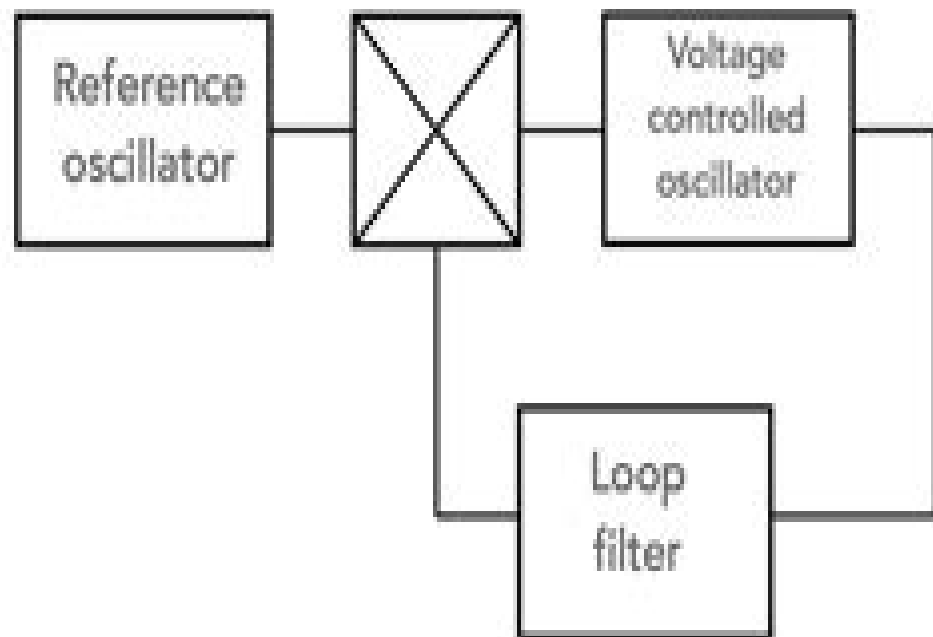 Reference
oscillator
Voltage
controlled
oscillator
Loop
filter